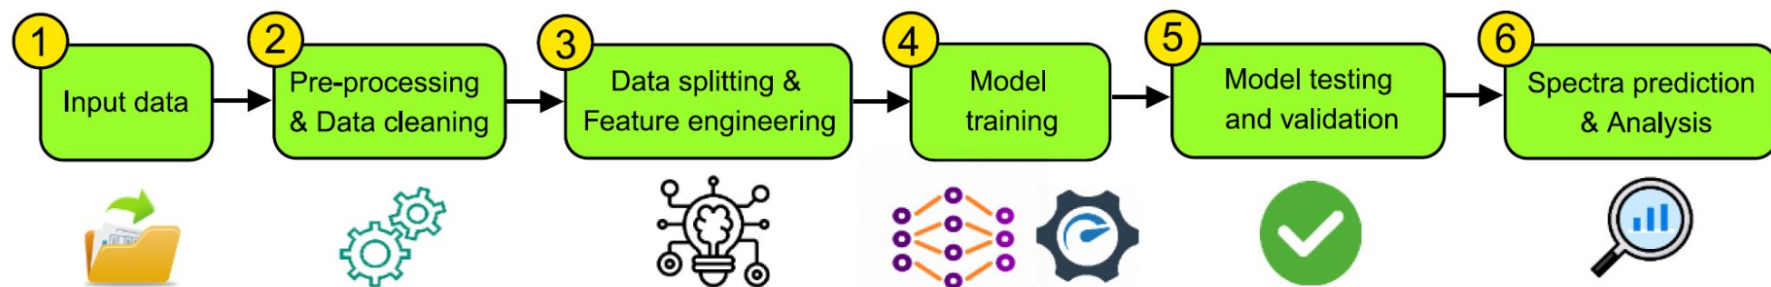 1
Input data
2
Pre-processing
& Data cleaning
3
Data splitting &
Feature engineering
4
Model
training
5
Model testing
and validation
6
Spectra prediction
& Analysis